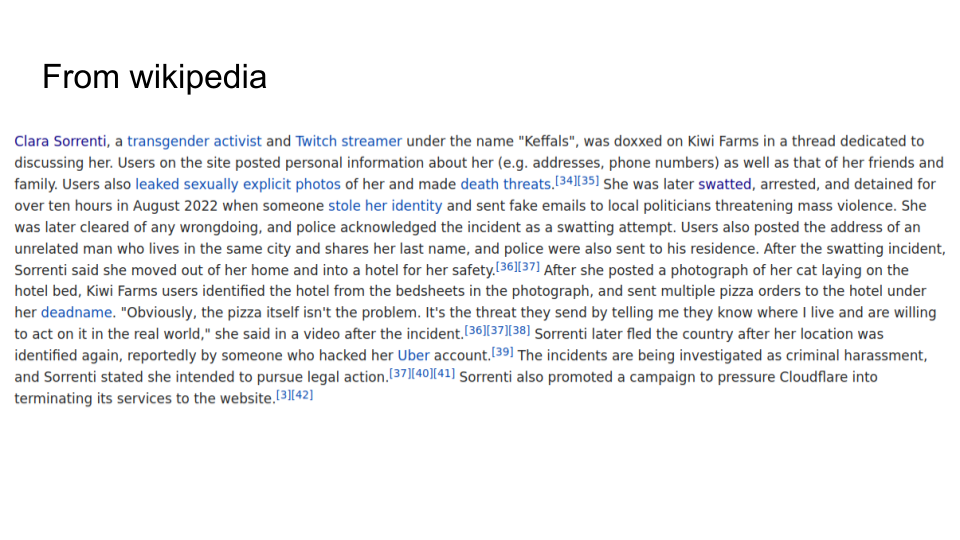 From wikipedia
Clara Sorrenti, a transgender activist and Twitch streamer under the name "Keffals", was doxxed on Kiwi Farms in a thread dedicated to
discussing her. Users on the site posted personal information about her (e.g. addresses, phone numbers) as well as that of her friends and
family. Users also leaked sexually explicit photos of her and made death threats.[34][35] She was later swatted, arrested, and detained for
over ten hours in August 2022 when someone stole her identity and sent fake emails to local politicians threatening mass violence. She
was later cleared of any wrongdoing, and police acknowledged the incident as a swatting attempt. Users also posted the address of an
unrelated man who lives in the same city and shares her last name, and police were also sent to his residence. After the swatting incident,
Sorrenti said she moved out of her home and into a hotel for her safety.[36][37] After she posted a photograph of her cat laying on the
hotel bed, Kiwi Farms users identified the hotel from the bedsheets in the photograph, and sent multiple pizza orders to the hotel under
her deadname. "Obviously, the pizza itself isn't the problem. It's the threat they send by telling me they know where I live and are willing
to act on it in the real world," she said in a video after the incident.[36][37][38] Sorrenti later fled the country after her location was
identified again, reportedly by someone who hacked her Uber account.[39] The incidents are being investigated as criminal harassment,
and Sorrenti stated she intended to pursue legal action.[37][40][41] Sorrenti also promoted a campaign to pressure Cloudflare into
terminating its services to the website.[3][42]